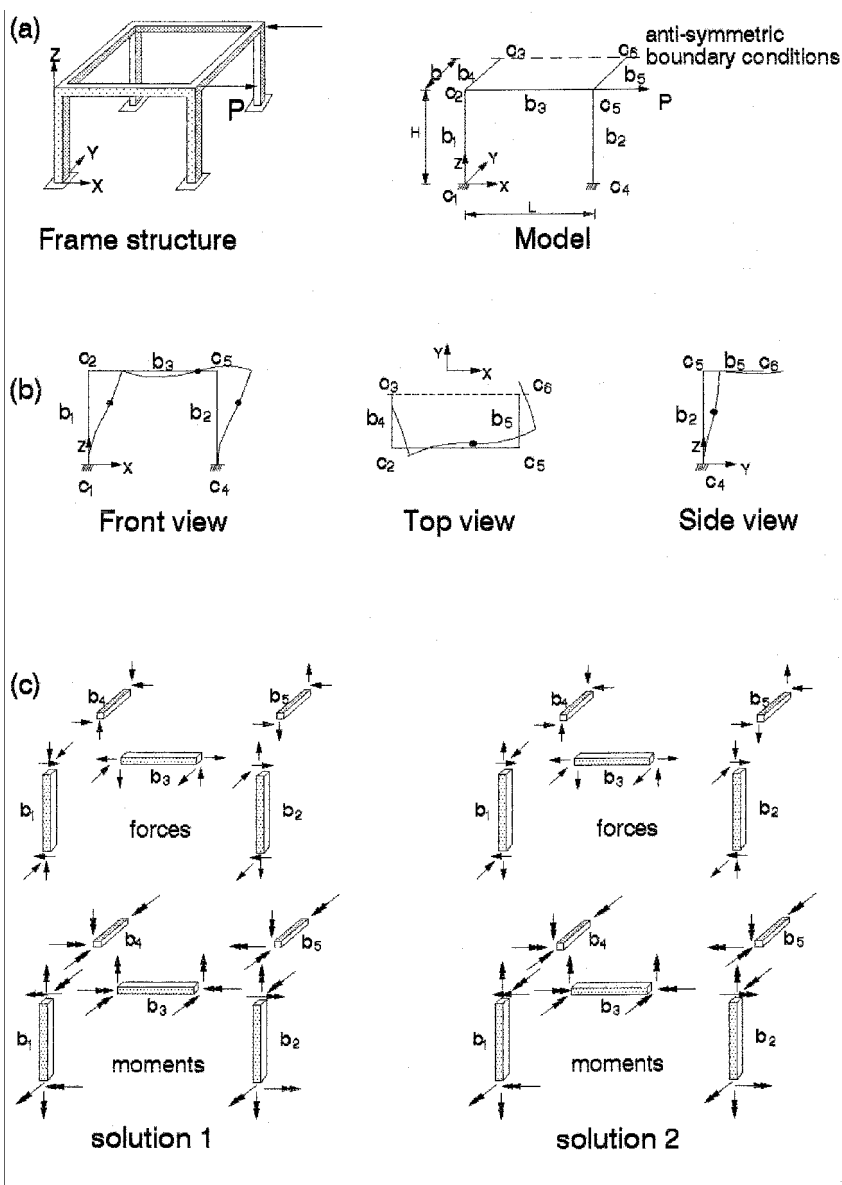 (a)
Z
P
Y
X
Frame structure
anti-symmetric
boundary conditions
c3
c6
b
b4
b5
c2
b3
c5
P
H
b1
b2
Z
Y
X
c1
c4
L
Model
(b)
c2
b3
c5
b1
b2
Z
X
c1
c4
Front view
Y
X
c3
c6
b4
b5
c2
c5
Top view
c5
b5
c6
b2
Z
Y
c4
Side view
(c)
b4
b5
b3
b1
b2
forces
b4
b5
b3
b1
b2
moments
solution 1
b4
b5
b3
b1
b2
forces
b4
b5
b3
b1
b2
moments
solution 2